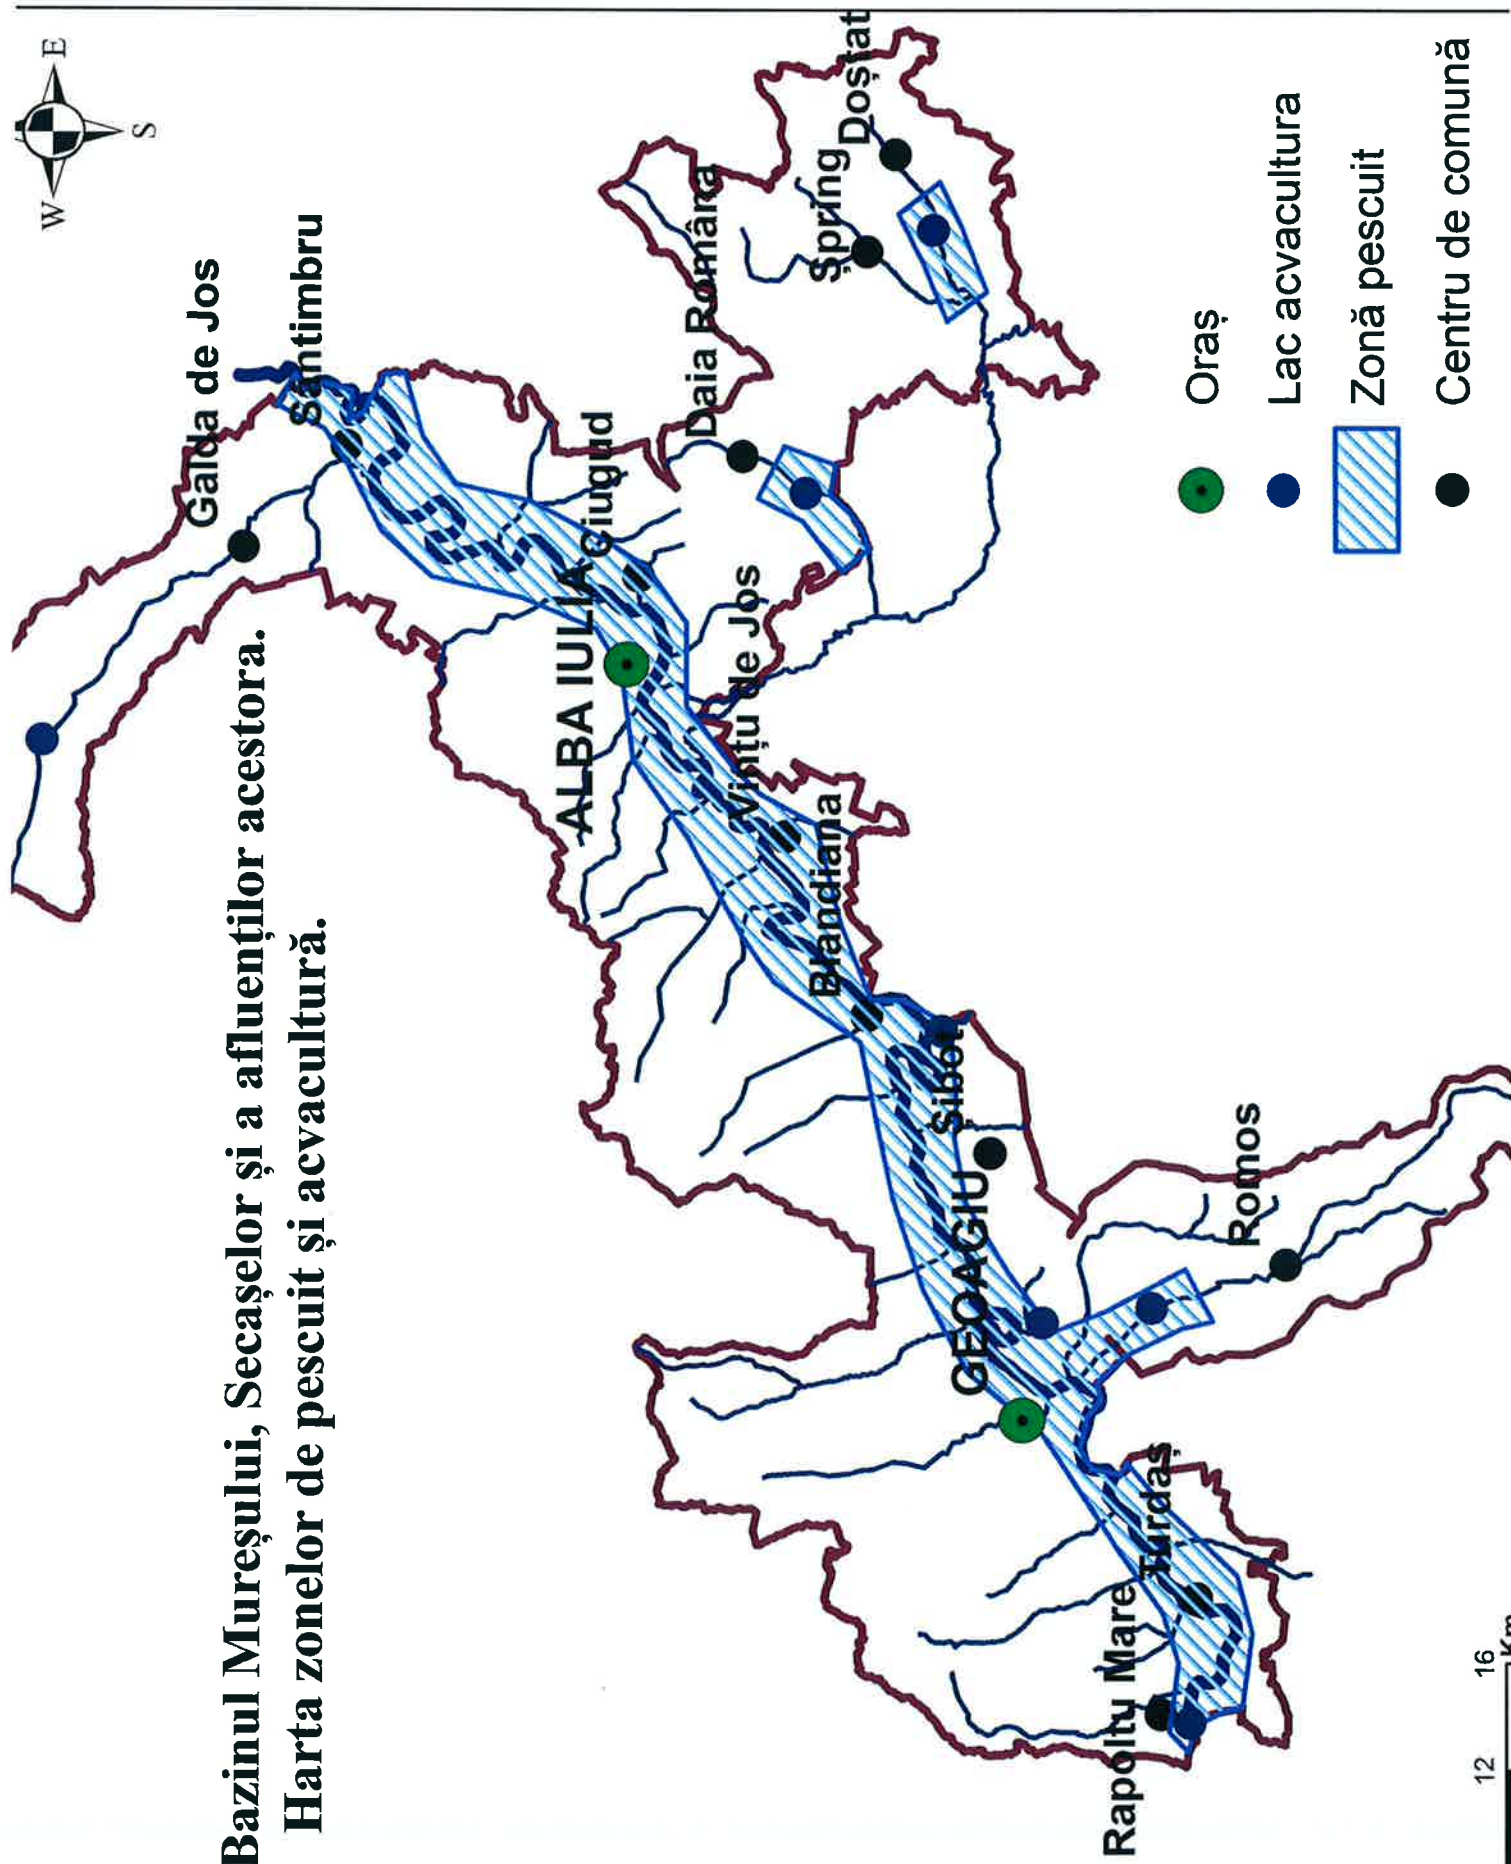 Bazinul Mureșului, Secașelor și a afluenților acestora.
Harta zonelor de pescuit și acvacultură.
E
W
S
Galda de Jos
Santimbru
ALBA IULIA
Ciugud
Daia Română
Șpring
Doștat
Vințu de Jos
Blandiana
Șibot
GEOAGIU
Romos
Turdaș
Rapoltu Mare
Oraș
Lac acvacultura
Zonă pescuit
Centru de comună
12
16
Km